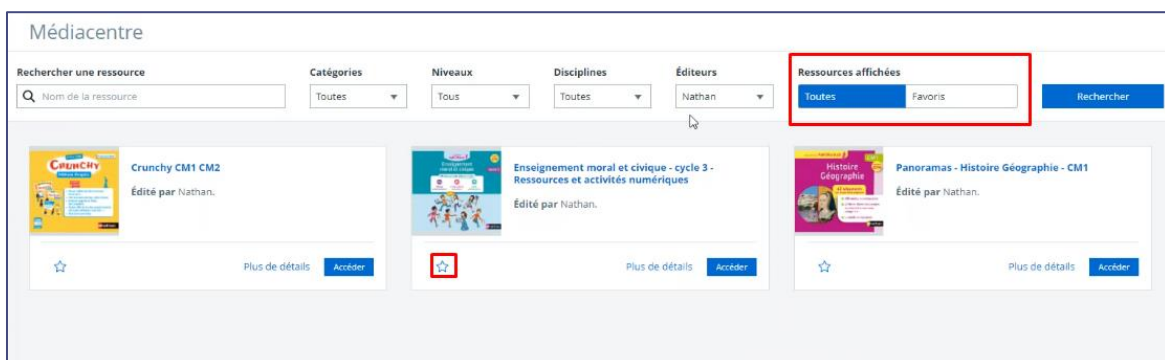 Médiacentre
Rechercher une ressource
Catégories
Niveaux
Disciplines
Éditeurs
Ressources affichées
Nom de la ressource
Toutes
Tous
Toutes
Nathan
Toutes
Favoris
Rechercher
CRUNCHY
Crunchy CM1 CM2
Édité par Nathan.
Plus de détails
Accéder
Enseignement moral et civique - cycle 3 -
Ressources et activités numériques
Édité par Nathan.
Plus de détails
Accéder
Histoire
Géographie
Panoramas - Histoire Géographie - CM1
Édité par Nathan.
Plus de détails
Accéder